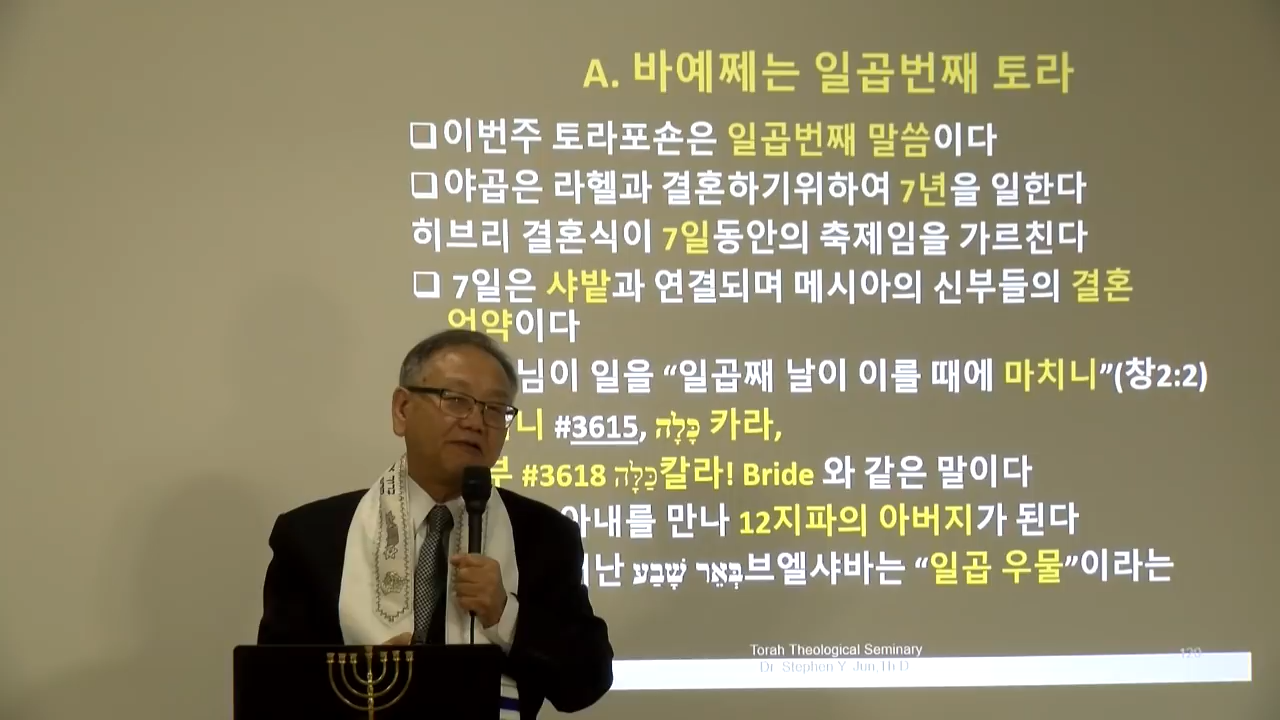 A. 바예쩨는 일곱번째 토라
❑ 이번주 토라포숀은 일곱번째 말씀이다
❑ 야곱은 라헬과 결혼하기위하여 7년을 일한다
히브리 결혼식이 7일동안의 축제임을 가르친다
❑ 7일은 샤밭과 연결되며 메시아의 신부들의 결혼
언약이다
님이 일을 “일곱째 날이 이를 때에 마치니”(창2:2)
니 #3615, כָּלָה 카라,
부 #3618 כַּלָּה칼라! Bride 와 같은 말이다
아내를 만나 12지파의 아버지가 된다
난 בְּאֵר שָׁבַע브엘샤바는 “일곱 우물”이라는
Torah Theological Seminary
Dr. Stephen Y. Jun,Th.D
120